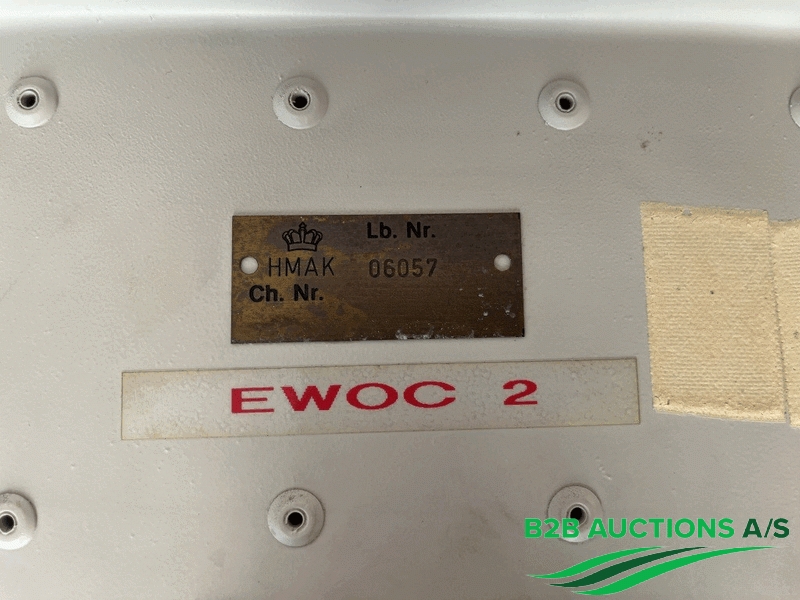 Lb. Nr.
HMAK 06057
Ch. Nr.
EWOC 2
B2B AUCTIONS A/S